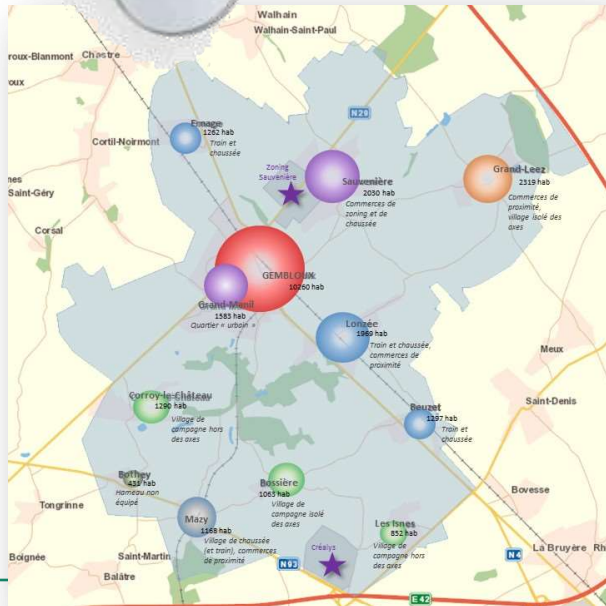 Walhain
Walhain-Saint-Paul
roux-Blanmont
Chastre
roux
N29
Ernage
1262 hab
Train et
chaussée
Cortil-Noirmont
Zoning
Sauvenière
Sauvenière
2030 hab
Commerces de
zoning et de
chaussée
Grand-Leez
2319 hab
Commerces de
proximité,
village isolé des
axes
nes
Saint-Géry
Corsal
GEMBLOUX
10260 hab
Grand-Manil
1583 hab
Quartier « urbain »
Lonzée
1989 hab
Train et chaussée,
commerces de
proximité
Meux
Corroy-le-Château
1290 hab
Village de
campagne hors
des axes
Beuzet
1297 hab
Train et
chaussée
Saint-Denis
Bothey
451 hab
Hameau non
équipé
Bossière
1065 hab
Village de
campagne isolé
des axes
Bovesse
Tongrinne
Mazy
1168 hab
Village de chaussée
(et train), commerces
de proximité
Les Isnes
852 hab
Village de
campagne hors
des axes
Créalys
Boignée
Saint-Martin
Balâtre
N93
N4
La Bruyère
Rh
E42